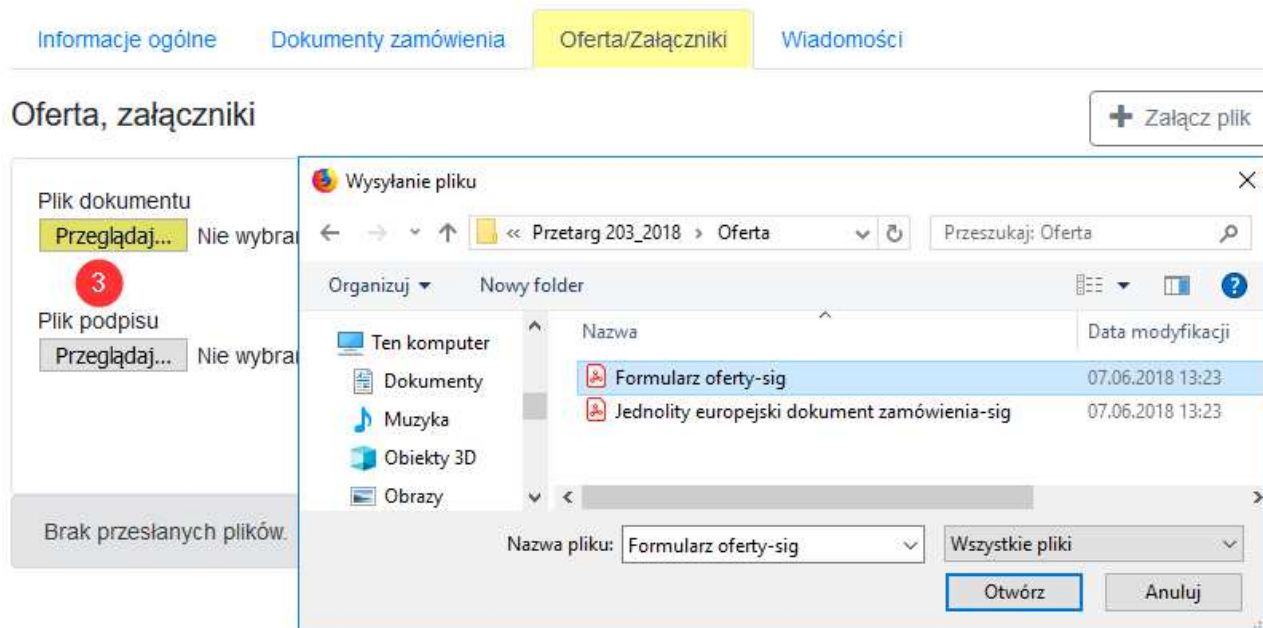 Informacje ogólne Dokumenty zamówienia Oferta/Załączniki Wiadomości
Oferta, załączniki
+ Załącz plik
Plik dokumentu
Przeglądaj... Nie wybrar
3
Plik podpisu
Przeglądaj... Nie wybrar
Brak przesłanych plików.
Wysyłanie pliku
« Przetarg 203_2018 › Oferta
Przeszukaj: Oferta
Organizuj Nowy folder
Ten komputer
Dokumenty
Muzyka
Obiekty 3D
Obrazy
Nazwa Data modyfikacji
Formularz oferty-sig 07.06.2018 13:23
Jednolity europejski dokument zamówienia-sig 07.06.2018 13:23
Nazwa pliku: Formularz oferty-sig Wszystkie pliki
Otwórz Anuluj